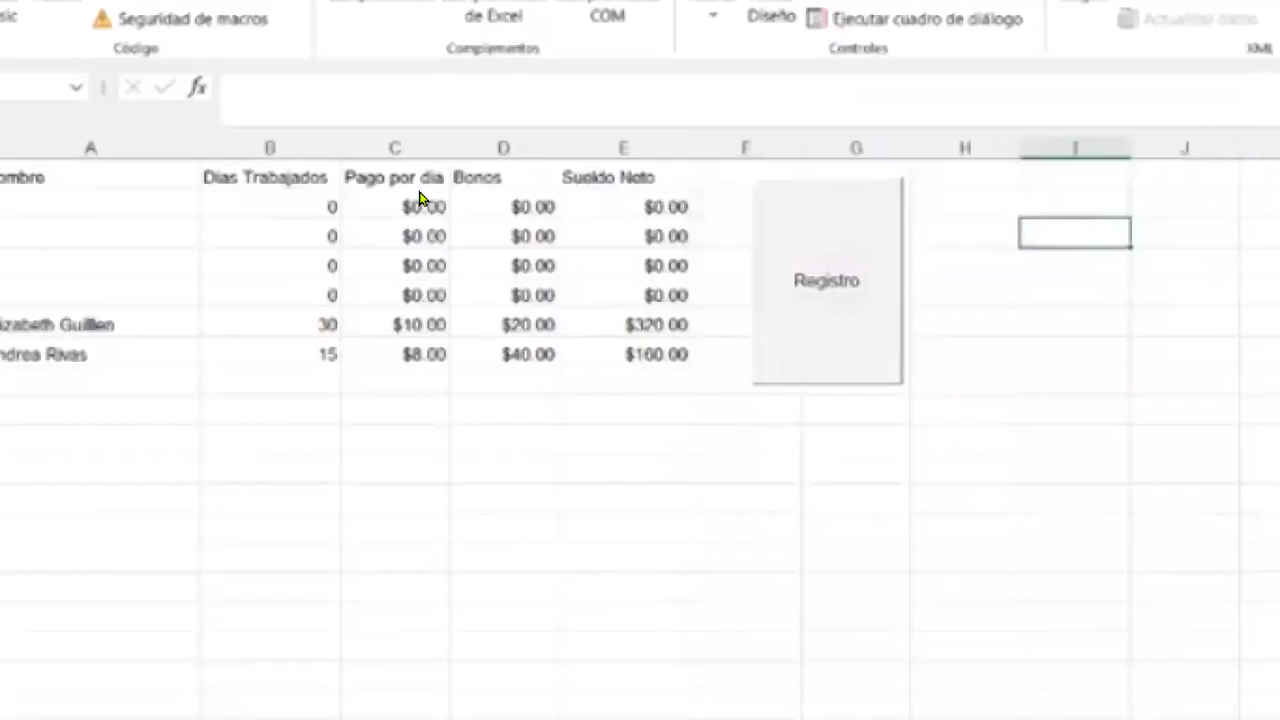 sic
Seguridad de macros
de Excel
COM
Diseño
Ejecutar cuadro de diálogo
Actualizar datos
Código
Complementos
Controles
XML
fx
A B C D E F G H I J
ombre Dias Trabajados Pago por dia Bonos Sueldo Neto
0 $0.00 $0.00 $0.00
0 $0.00 $0.00 $0.00
0 $0.00 $0.00 $0.00
0 $0.00 $0.00 $0.00
izabeth Guillen 30 $10.00 $20.00 $320.00
ndrea Rivas 15 $8.00 $40.00 $160.00
Registro